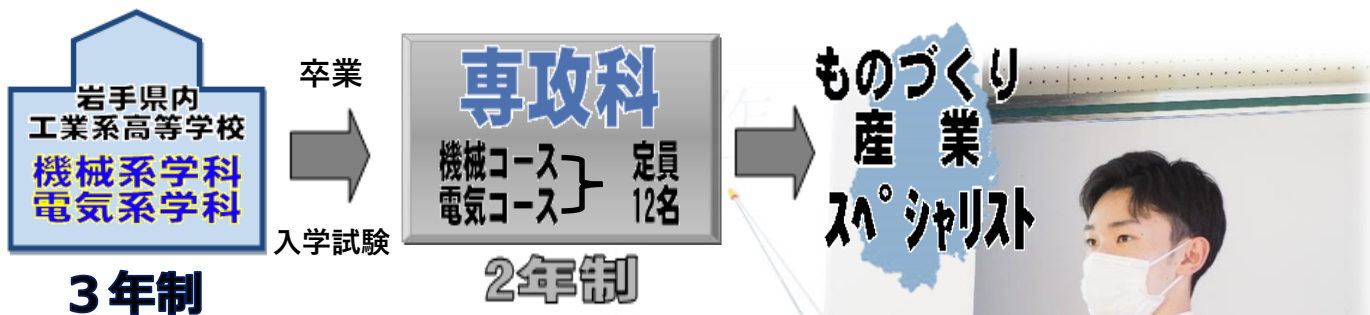 岩手県内
工業系高等学校
機械系学科
電気系学科
3年制
卒業
入学試験
専攻科
機械コース
電気コース
定員
12名
2年制
ものづくり
産業
スペシャリスト